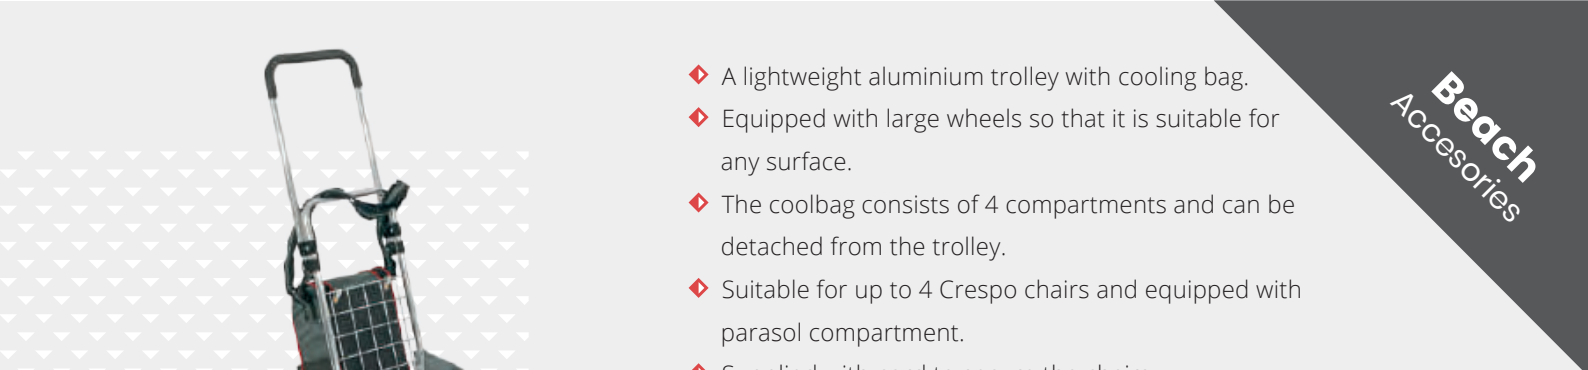 A lightweight aluminium trolley with cooling bag.
Equipped with large wheels so that it is suitable for
any surface.
The coolbag consists of 4 compartments and can be
detached from the trolley.
Suitable for up to 4 Crespo chairs and equipped with
parasol compartment.
Beach
Accesories